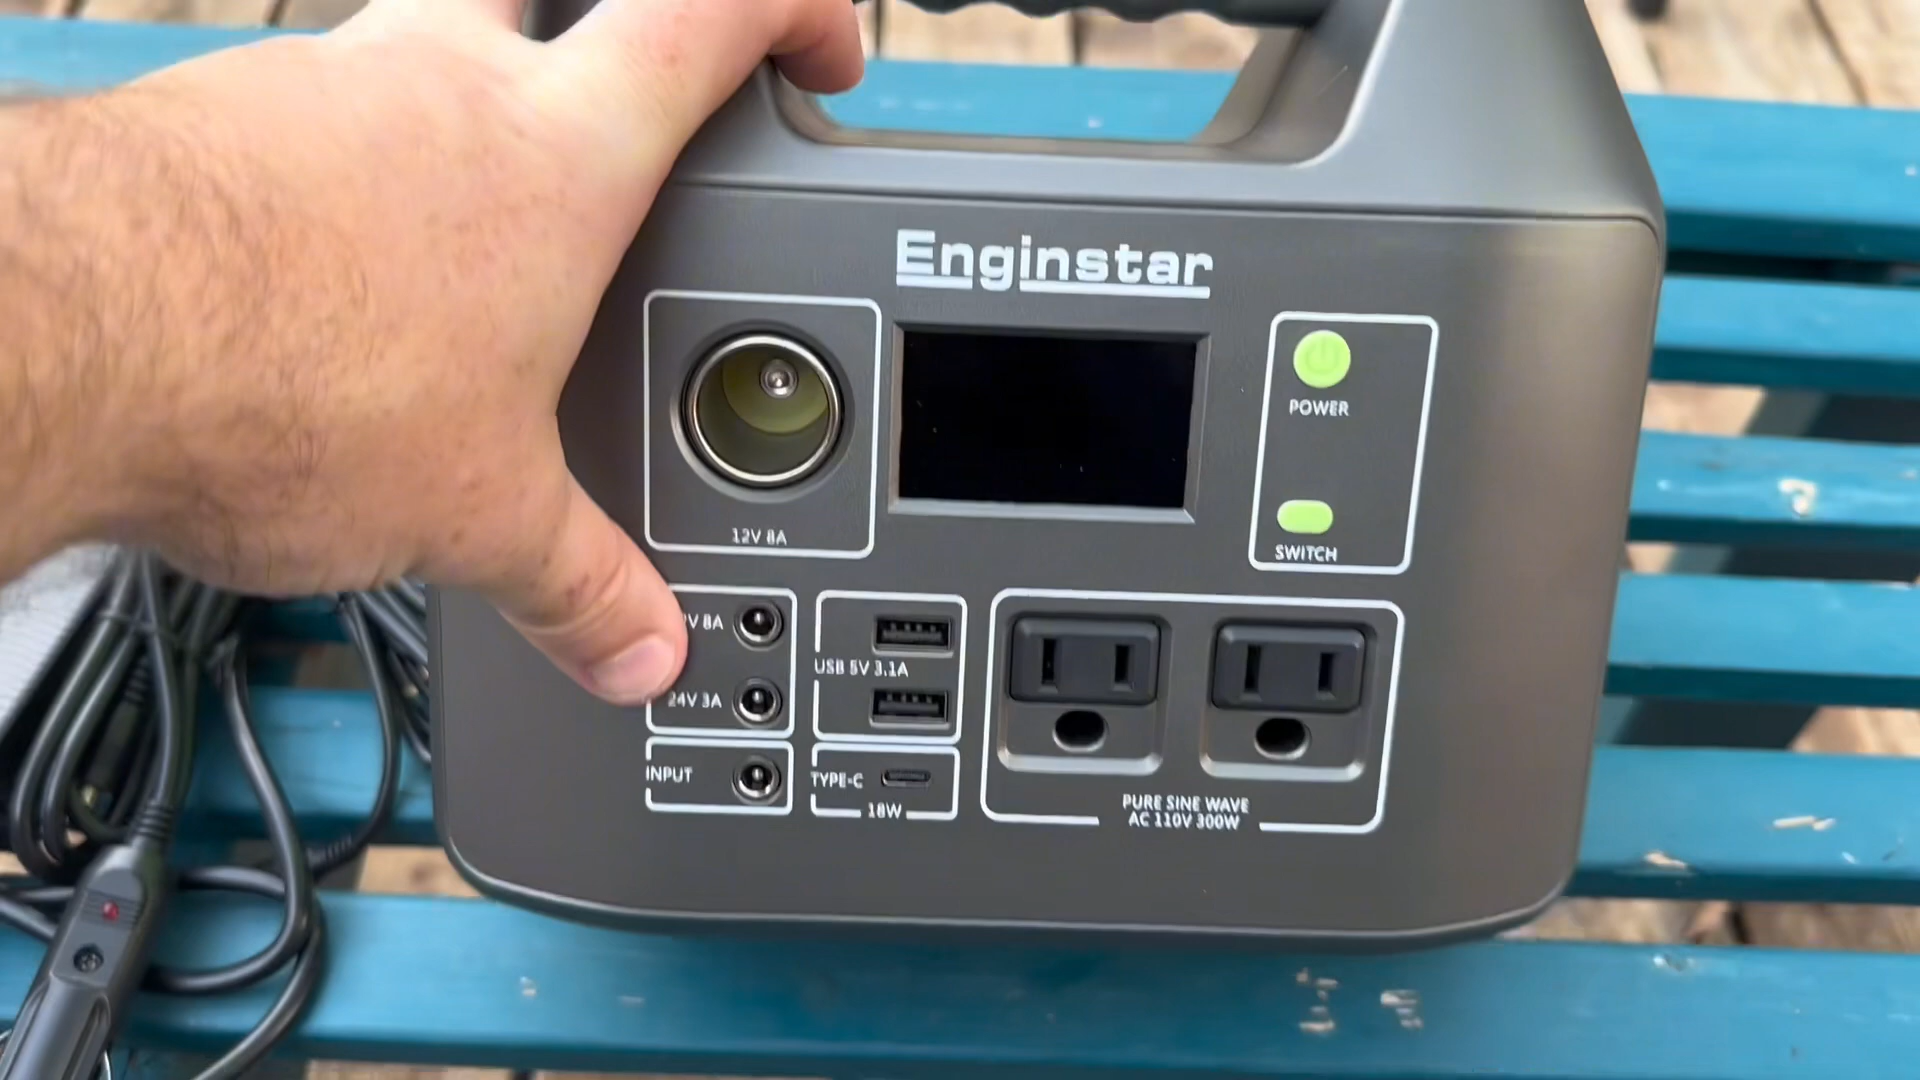 Enginstar
POWER
SWITCH
12V 8A
V 8A
24V 3A
USB 5V 3.1A
INPUT
TYPE-C
18W
PURE SINE WAVE
AC 110V 300W